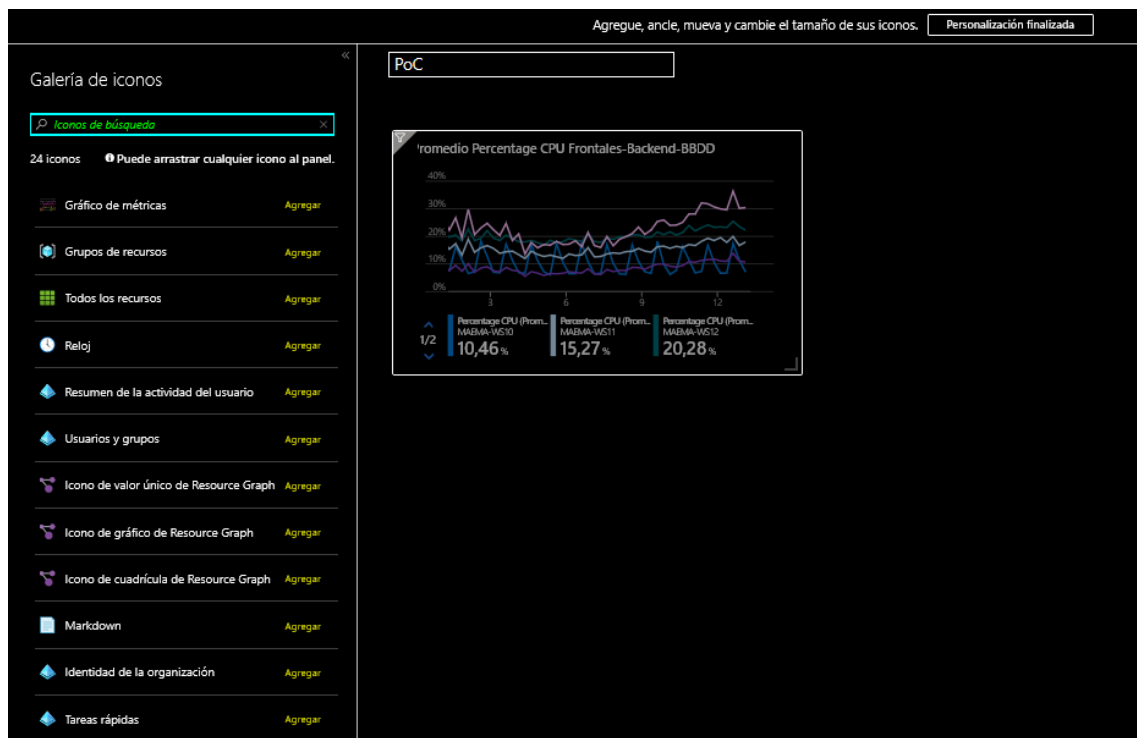 Agregue, ancle, mueva y cambie el tamaño de sus iconos.
Personalización finalizada
«
Galería de iconos
Iconos de búsqueda
24 iconos
Puede arrastrar cualquier icono al panel.
Gráfico de métricas Agregar
Grupos de recursos Agregar
Todos los recursos Agregar
Reloj Agregar
Resumen de la actividad del usuario Agregar
Usuarios y grupos Agregar
Icono de valor único de Resource Graph Agregar
Icono de gráfico de Resource Graph Agregar
Icono de cuadrícula de Resource Graph Agregar
Markdown Agregar
Identidad de la organización Agregar
Tareas rápidas Agregar
PoC
romedio Percentage CPU Frontales-Backend-BBDD
40%
30%
20%
10%
0%
3 6 9 12
1/2
Percentage CPU (Prom...
MAEMA-WS10
10,46 %
Percentage CPU (Prom...
MAEMA-WS11
15,27 %
Percentage CPU (Prom...
MAEMA-WS12
20,28 %